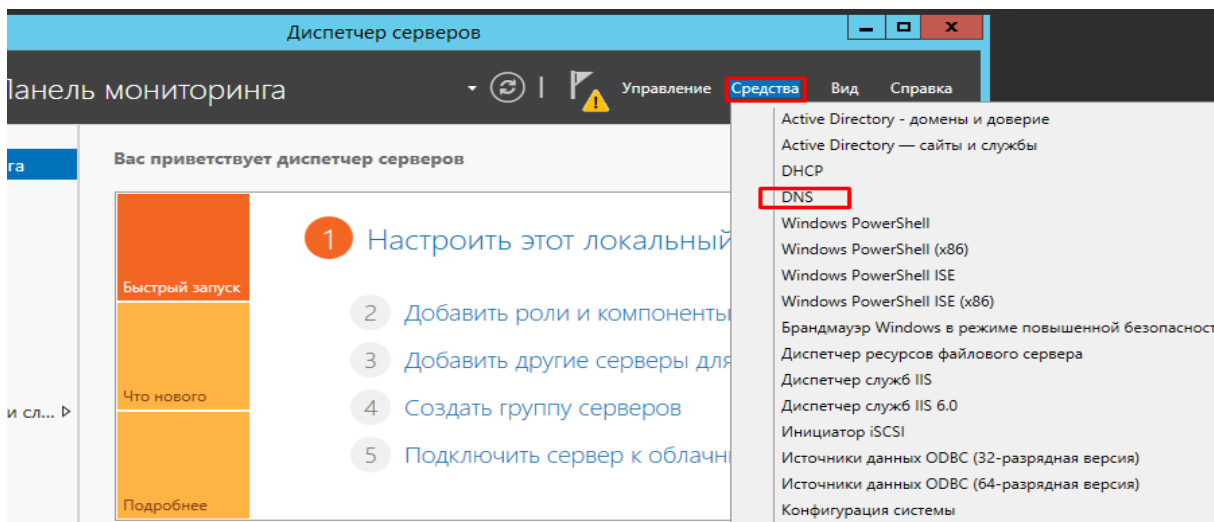 Диспетчер серверов
Панель мониторинга
Управление Средства Вид Справка
га
Вас приветствует диспетчер серверов
и сл...
Быстрый запуск
Что нового
Подробнее
1 Настроить этот локальный
2 Добавить роли и компоненты
3 Добавить другие серверы для
4 Создать группу серверов
5 Подключить сервер к облачн
Active Directory - домены и доверие
Active Directory — сайты и службы
DHCP
DNS
Windows PowerShell
Windows PowerShell (x86)
Windows PowerShell ISE
Windows PowerShell ISE (x86)
Брандмауэр Windows в режиме повышенной безопасност
Диспетчер ресурсов файлового сервера
Диспетчер служб IIS
Диспетчер служб IIS 6.0
Инициатор iSCSI
Источники данных ODBC (32-разрядная версия)
Источники данных ODBC (64-разрядная версия)
Конфигурация системы